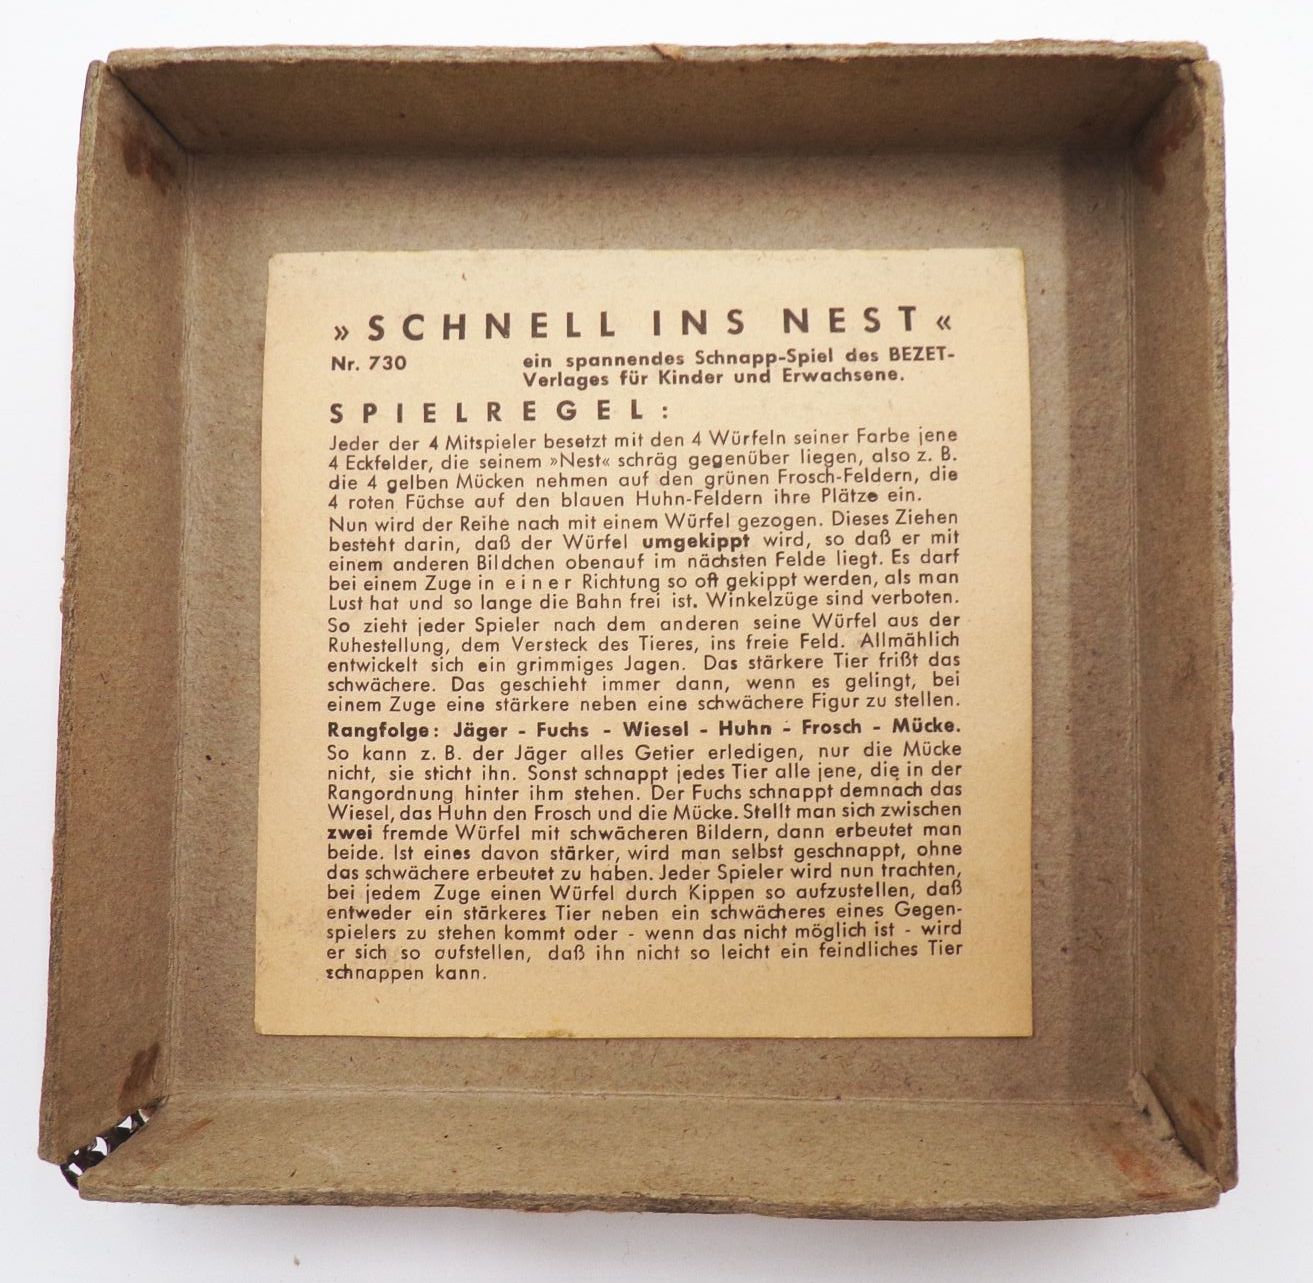 »SCHNELL INS NEST«
Nr. 730 ein spannendes Schnapp-Spiel des BEZET-
Verlages für Kinder und Erwachsene.
SPIELREGEL:
Jeder der 4 Mitspieler besetzt mit den 4 Würfeln seiner Farbe jene
4 Eckfelder, die seinem »Nest« schräg gegenüber liegen, also z. B.
die 4 gelben Mücken nehmen auf den grünen Frosch-Feldern, die
4 roten Füchse auf den blauen Huhn-Feldern ihre Plätze ein.
Nun wird der Reihe nach mit einem Würfel gezogen. Dieses Ziehen
besteht darin, daß der Würfel umgekippt wird, so daß er mit
einem anderen Bildchen obenauf im nächsten Felde liegt. Es darf
bei einem Zuge in einer Richtung so oft gekippt werden, als man
Lust hat und so lange die Bahn frei ist. Winkelzüge sind verboten.
So zieht jeder Spieler nach dem anderen seine Würfel aus der
Ruhestellung, dem Versteck des Tieres, ins freie Feld. Allmählich
entwickelt sich ein grimmiges Jagen. Das stärkere Tier frißt das
schwächere. Das geschieht immer dann, wenn es gelingt, bei
einem Zuge eine stärkere neben eine schwächere Figur zu stellen.
Rangfolge: Jäger - Fuchs - Wiesel - Huhn - Frosch - Mücke.
So kann z. B. der Jäger alles Getier erledigen, nur die Mücke
nicht, sie sticht ihn. Sonst schnappt jedes Tier alle jene, die in der
Rangordnung hinter ihm stehen. Der Fuchs schnappt demnach das
Wiesel, das Huhn den Frosch und die Mücke. Stellt man sich zwischen
zwei fremde Würfel mit schwächeren Bildern, dann erbeutet man
beide. Ist eines davon stärker, wird man selbst geschnappt, ohne
das schwächere erbeutet zu haben. Jeder Spieler wird nun trachten,
bei jedem Zuge einen Würfel durch Kippen so aufzustellen, daß
entweder ein stärkeres Tier neben ein schwächeres eines Gegen-
spielers zu stehen kommt oder - wenn das nicht möglich ist - wird
er sich so aufstellen, daß ihn nicht so leicht ein feindliches Tier
schnappen kann.